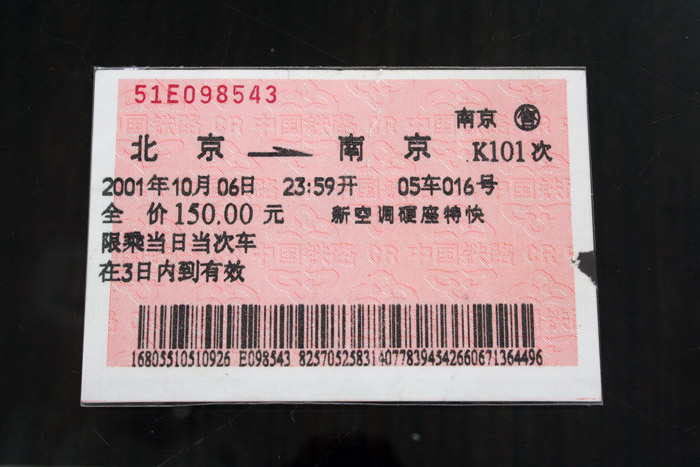 51E098543
南京 售
北京 南京 K101次
2001年10月06日 23:59开 05车016号
全 价150.00元 新空调硬座特快
限乘当日当次车
在3日内到有效
16805510510926 E098543 82570525831407783945426606713644​96